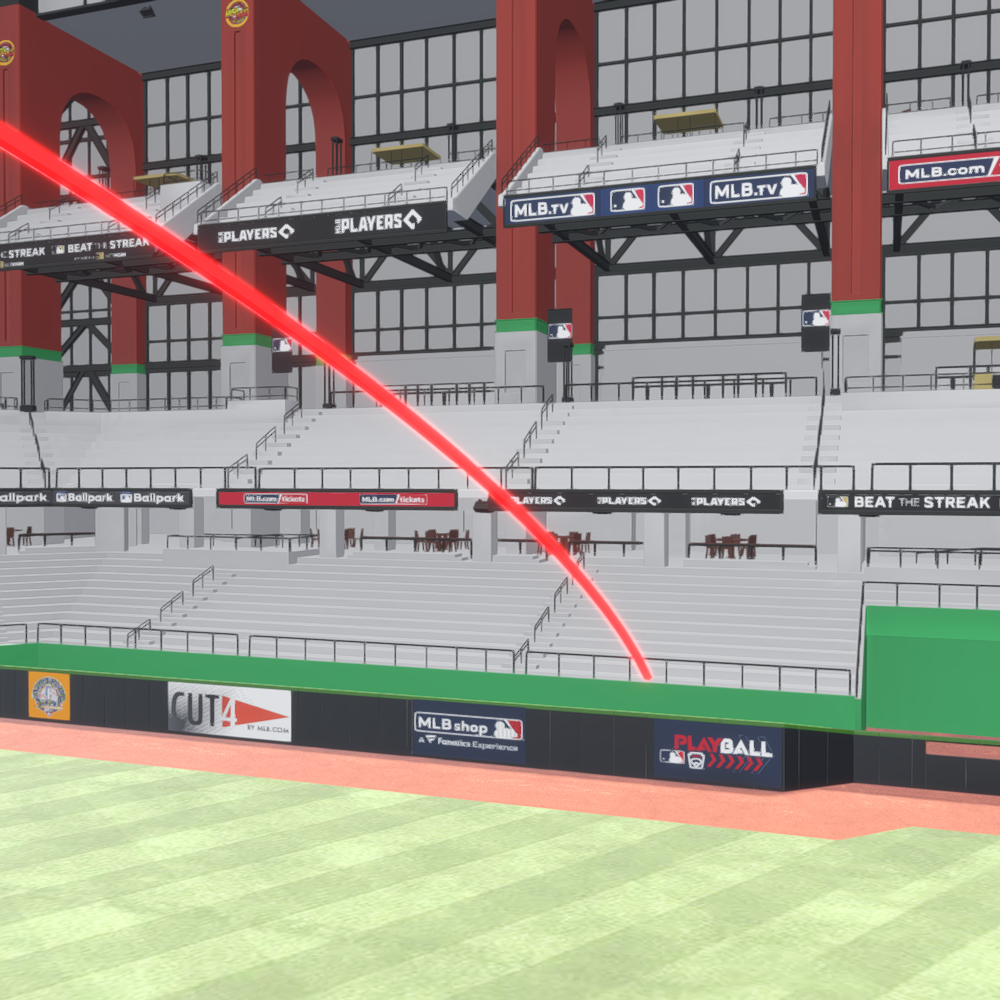 MLB.com
MLB.TV
MLB.TV
PLAYERS
PLAYERS
STREAK
BEAT THE STREAK
Ballpark
Ballpark
Ballpark
MLB.com/tickets
MLB.com/tickets
PLAYERS
PLAYERS
PLAYERS
BEAT THE STREAK
CUT4
BY MLB.COM
MLB shop
Fanatics Experience
PLAY BALL